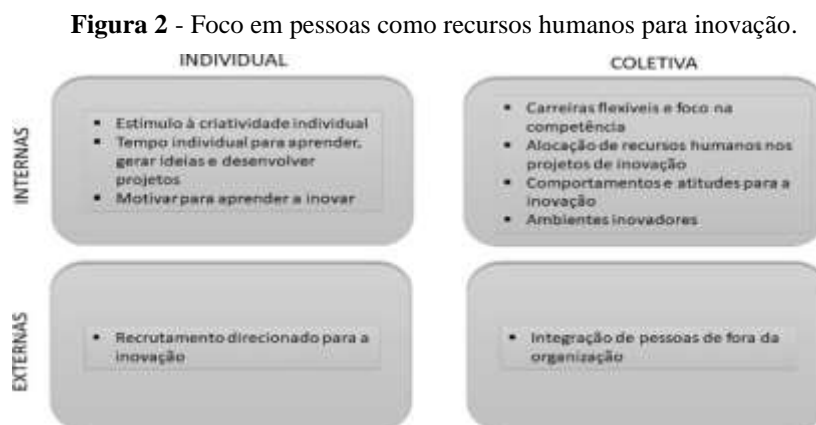 Figura 2 - Foco em pessoas como recursos humanos para inovação.
INDIVIDUAL
COLETIVA
INTERNAS
▪ Estímulo à criatividade individual
▪ Tempo individual para aprender,
gerar ideias e desenvolver
projetos
▪ Motivar para aprender a inovar
▪ Carreiras flexíveis e foco na
competência
▪ Alocação de recursos humanos nos
projetos de inovação
▪ Comportamentos e atitudes para a
inovação
▪ Ambientes inovadores
EXTERNAS
▪ Recrutamento direcionado para a
inovação
▪ Integração de pessoas de fora da
organização